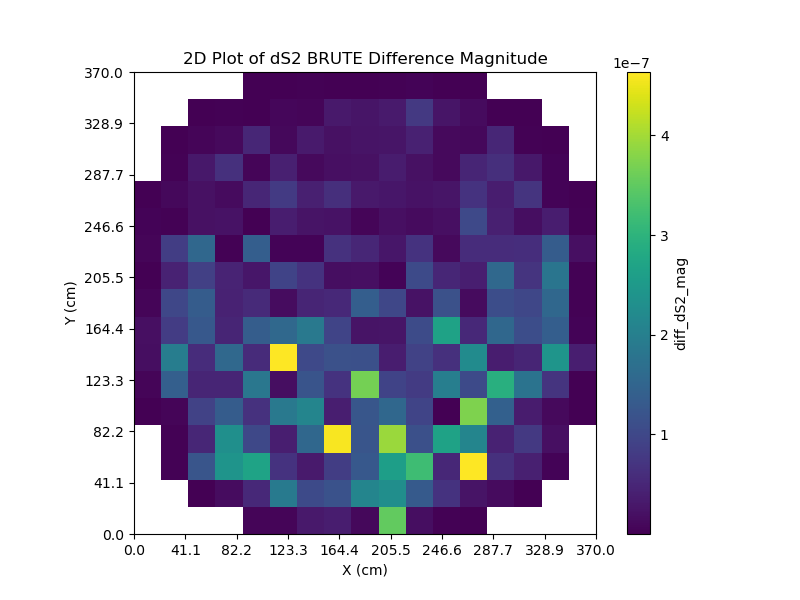 2D Plot of dS2 BRUTE Difference Magnitude
1e−7
370.0
328.9
287.7
246.6
205.5
164.4
123.3
82.2
41.1
0.0
Y (cm)
0.0 41.1 82.2 123.3 164.4 205.5 246.6 287.7 328.9 370.0
X (cm)
4
3
2
1
diff_dS2_mag